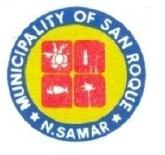 MUNICIPALITY OF SAN ROQUE
N. SAMAR